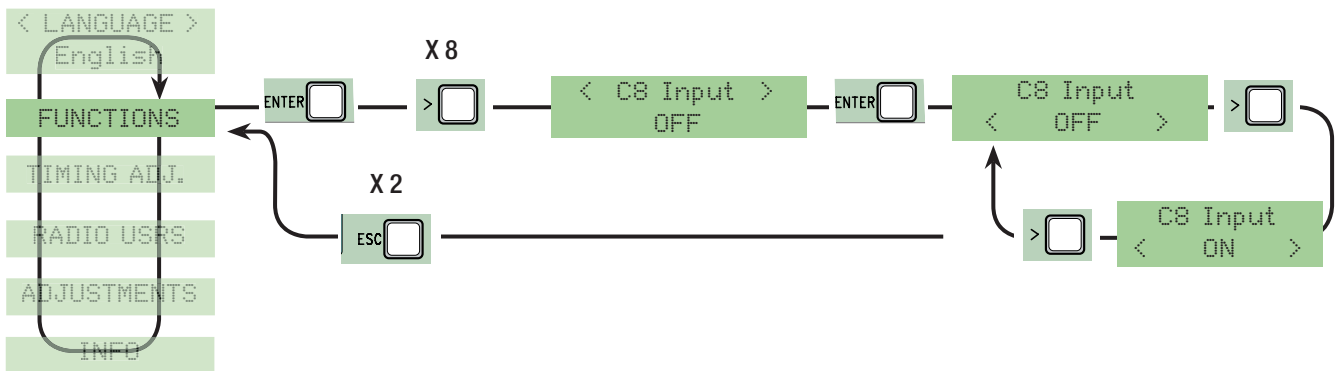 < LANGUAGE >
English
FUNCTIONS
TIMING ADJ.
RADIO USRS
ADJUSTMENTS
INFO
ENTER
X 8
>
< C8 Input >
OFF
ENTER
C8 Input
< OFF >
>
X 2
ESC
>
C8 Input
< ON >